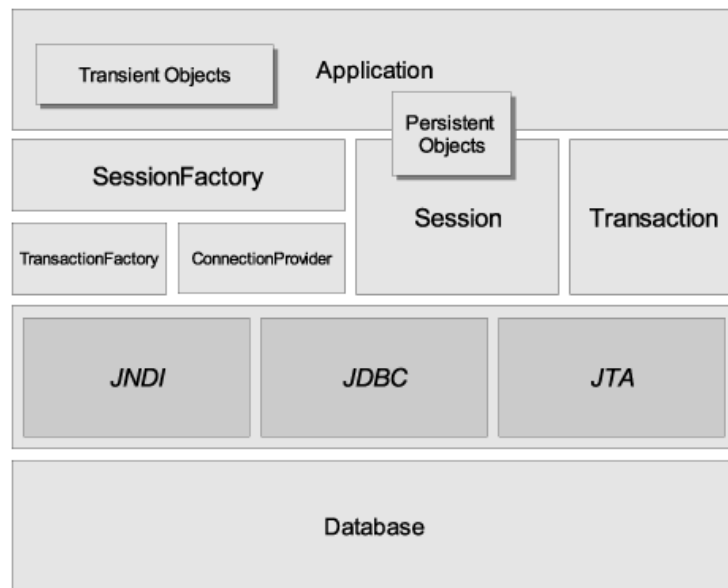 Transient Objects
Application
Persistent
Objects
SessionFactory
Session
Transaction
TransactionFactory
ConnectionProvider
JNDI
JDBC
JTA
Database